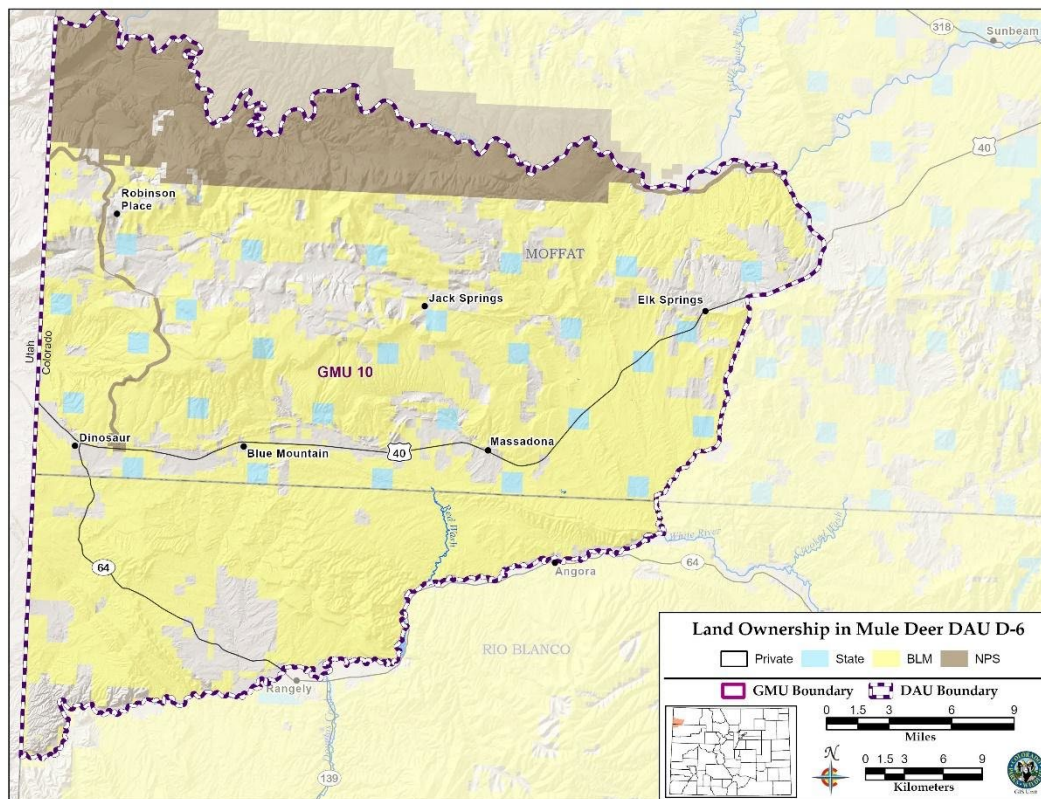 318
Sunbeam
40
Robinson
Place
MOFFAT
Jack Springs
Elk Springs
Utah
Colorado
GMU 10
Dinosaur
Blue Mountain
40
Massadona
64
White River
Angora
64
RIO BLANCO
Rangely
139
Land Ownership in Mule Deer DAU D-6
Private State BLM NPS
GMU Boundary DAU Boundary
0 1.5 3 6 9
Miles
N
0 1.5 3 6 9
Kilometers
GIS Unit